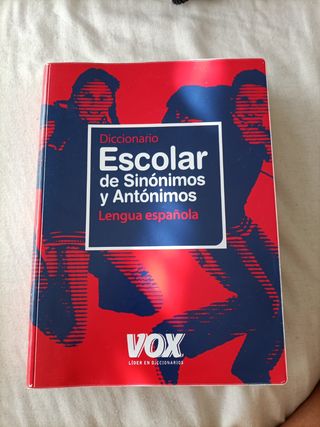 Diccionario
Escolar
de Sinónimos
y Antónimos
Lengua española
VOX
LÍDER EN DICCIONARIOS